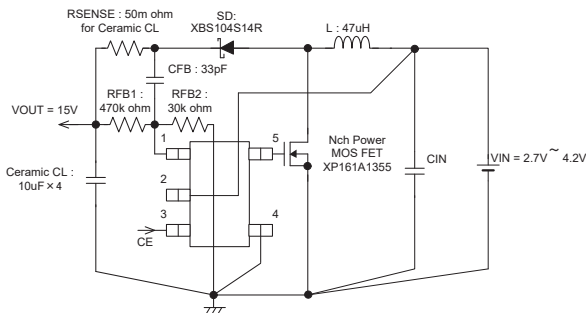 RSENSE : 50m ohm
for Ceramic CL
SD:
XBS104S14R
L : 47uH
CFB : 33pF
RFB1 :
470k ohm
RFB2 :
30k ohm
VOUT = 15V
1
5
Nch Power
MOS FET
XP161A1355
CIN
VIN = 2.7V ~ 4.2V
Ceramic CL :
10uF×4
2
3
4
CE